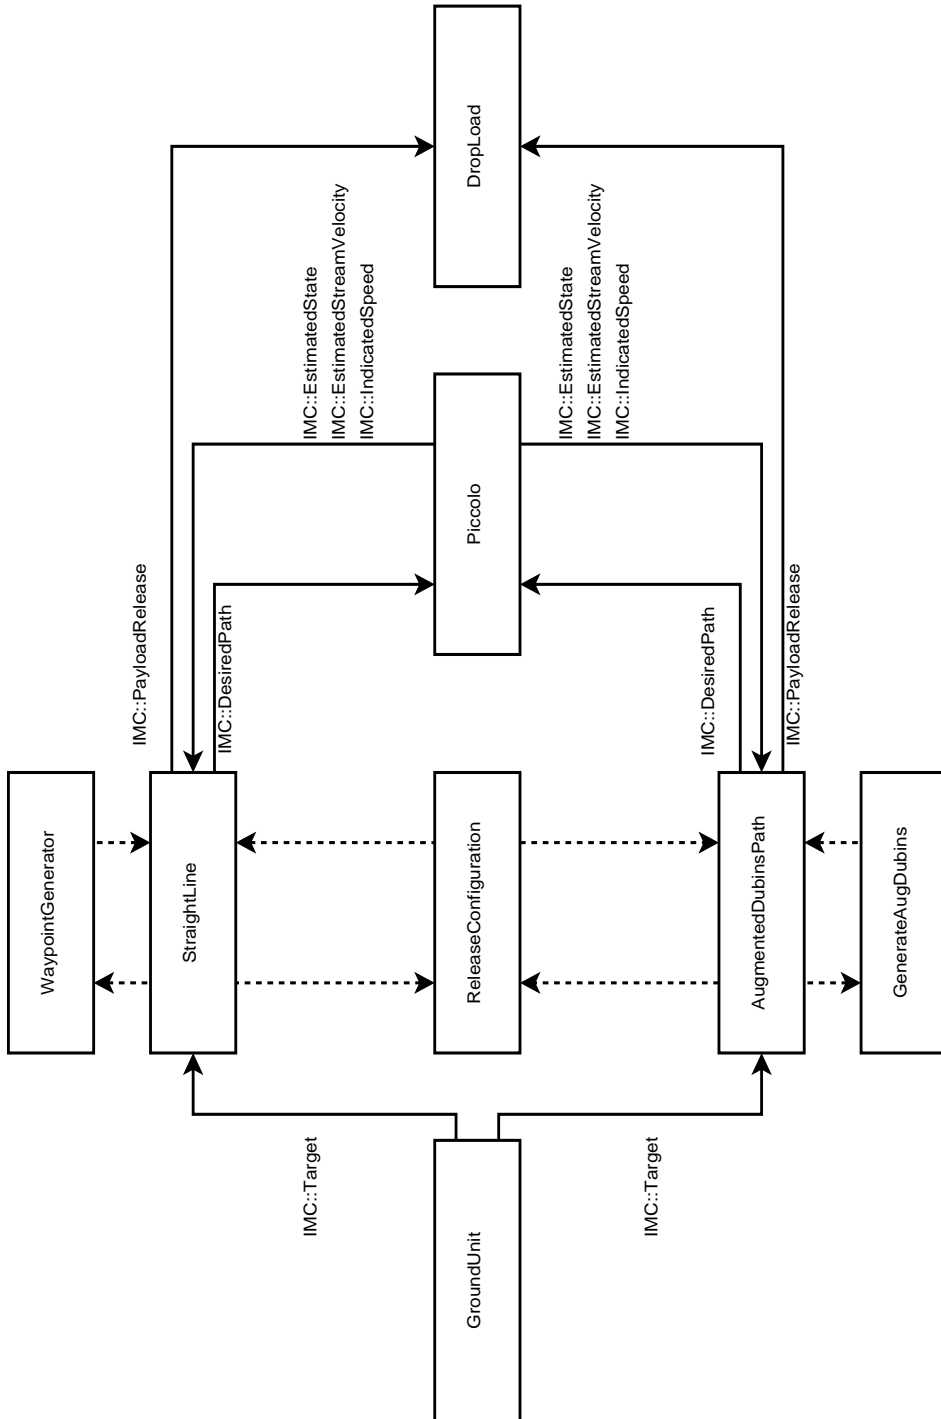 WaypointGenerator
StraightLine
ReleaseConfiguration
AugmentedDubinsPath
GenerateAugDubins
GroundUnit
Piccolo
DropLoad
IMC::Target
IMC::Target
IMC::PayloadRelease
IMC::DesiredPath
IMC::EstimatedState
IMC::EstimatedStreamVelocity
IMC::IndicatedSpeed
IMC::EstimatedState
IMC::EstimatedStreamVelocity
IMC::IndicatedSpeed
IMC::DesiredPath
IMC::PayloadRelease